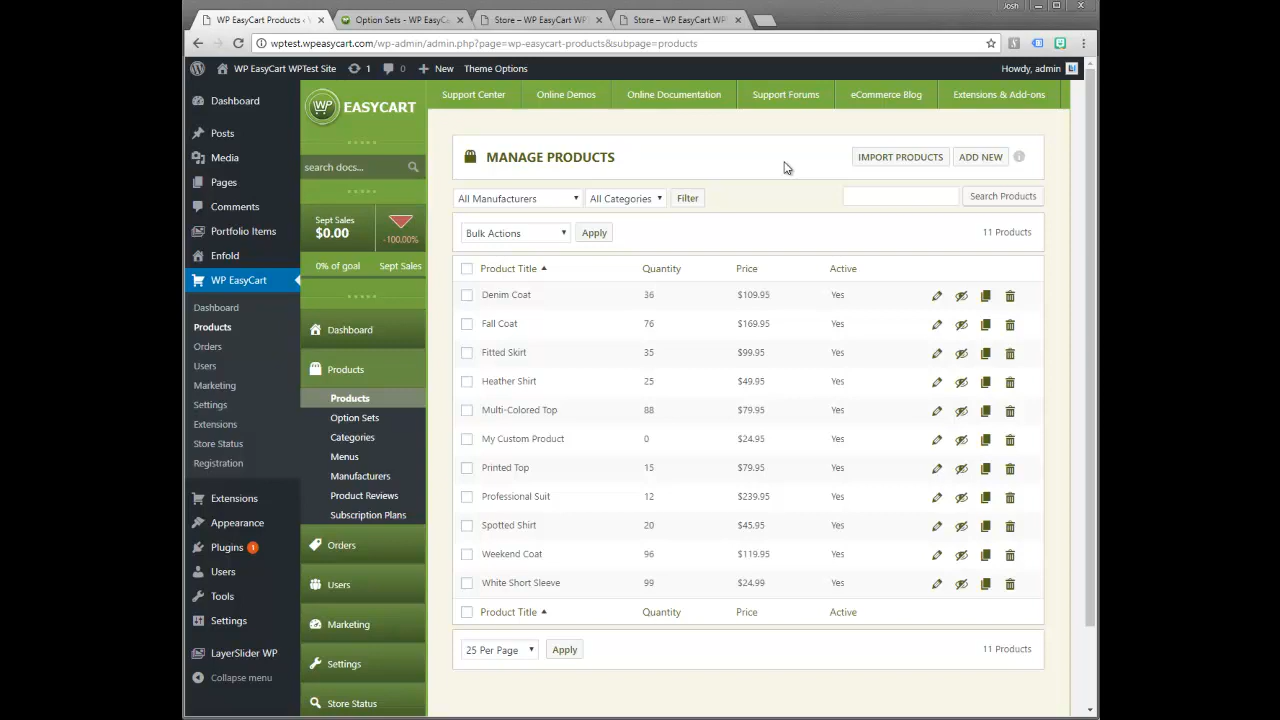 Josh
WP EasyCart Products ‹
Option Sets - WP EasyC
Store – WP EasyCart WP
Store – WP EasyCart WP
wptest.wpeasycart.com/wp-admin/admin.php?page=wp-easycart-products&subpage=products
WP EasyCart WPTest Site 1 0 New Theme Options Howdy, admin
Dashboard
Posts
Media
Pages
Comments
Portfolio Items
Enfold
WP EasyCart
Dashboard
Products
Orders
Users
Marketing
Settings
Extensions
Store Status
Registration
Extensions
Appearance
Plugins 1
Users
Tools
Settings
LayerSlider WP
Collapse menu
WP EASYCART
search docs...
Sept Sales
$0.00
-100.00%
0% of goal Sept Sales
Dashboard
Products
Products
Option Sets
Categories
Menus
Manufacturers
Product Reviews
Subscription Plans
Orders
Users
Marketing
Settings
Store Status
Support Center Online Demos Online Documentation Support Forums eCommerce Blog Extensions & Add-ons
MANAGE PRODUCTS IMPORT PRODUCTS ADD NEW
All Manufacturers All Categories Filter Search Products
Bulk Actions Apply 11 Products
Product Title Quantity Price Active
Denim Coat 36 $109.95 Yes
Fall Coat 76 $169.95 Yes
Fitted Skirt 35 $99.95 Yes
Heather Shirt 25 $49.95 Yes
Multi-Colored Top 88 $79.95 Yes
My Custom Product 0 $24.95 Yes
Printed Top 15 $79.95 Yes
Professional Suit 12 $239.95 Yes
Spotted Shirt 20 $45.95 Yes
Weekend Coat 96 $119.95 Yes
White Short Sleeve 99 $24.99 Yes
Product Title Quantity Price Active
25 Per Page Apply 11 Products